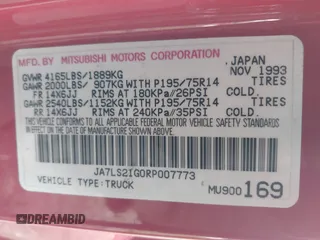 MFD BY MITSUBISHI MOTORS CORPORATION, JAPAN
GVWR 4165LBS/1889KG NOV 1993
GAWR 2000LBS/ 907KG WITH P195/75R14 TIRES
FR 14X6JJ RIMS AT 180KPA/26PSI COLD.
GAWR 2540LBS/1152KG WITH P195/75R14 TIRES
RR 14X6JJ RIMS AT 240KPA/35PSI COLD.
THIS VEHICLE CONFORMS TO ALL APPLICABLE
FEDERAL MOTOR VEHICLE SAFETY STANDARDS IN
EFFECT ON THE DATE OF MANUFACTURE SHOWN ABOVE.
JA7LS21G0RP007773
VEHICLE TYPE:TRUCK
MU900169
AUTOBIDMASTER